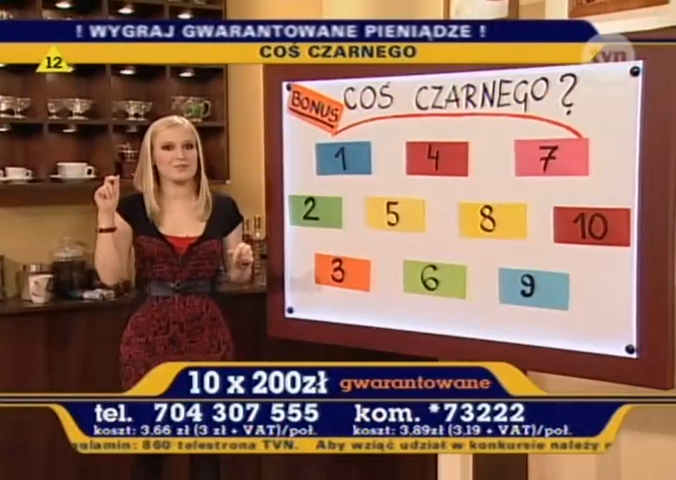 ! WYGRAJ GWARANTOWANE PIENIĄDZE !
COŚ CZARNEGO
12
tvn
BONUS
COŚ CZARNEGO?
1 4 7
2 5 8 10
3 6 9
10 x 200zł gwarantowane
tel. 704 307 555 kom. *73222
koszt: 3.66 zł (3 zł + VAT)/poł. koszt: 3.89zł (3.19 + VAT)/poł.
gulamin: 860 telestrona TVN. Aby wziąć udział w konkursie należy